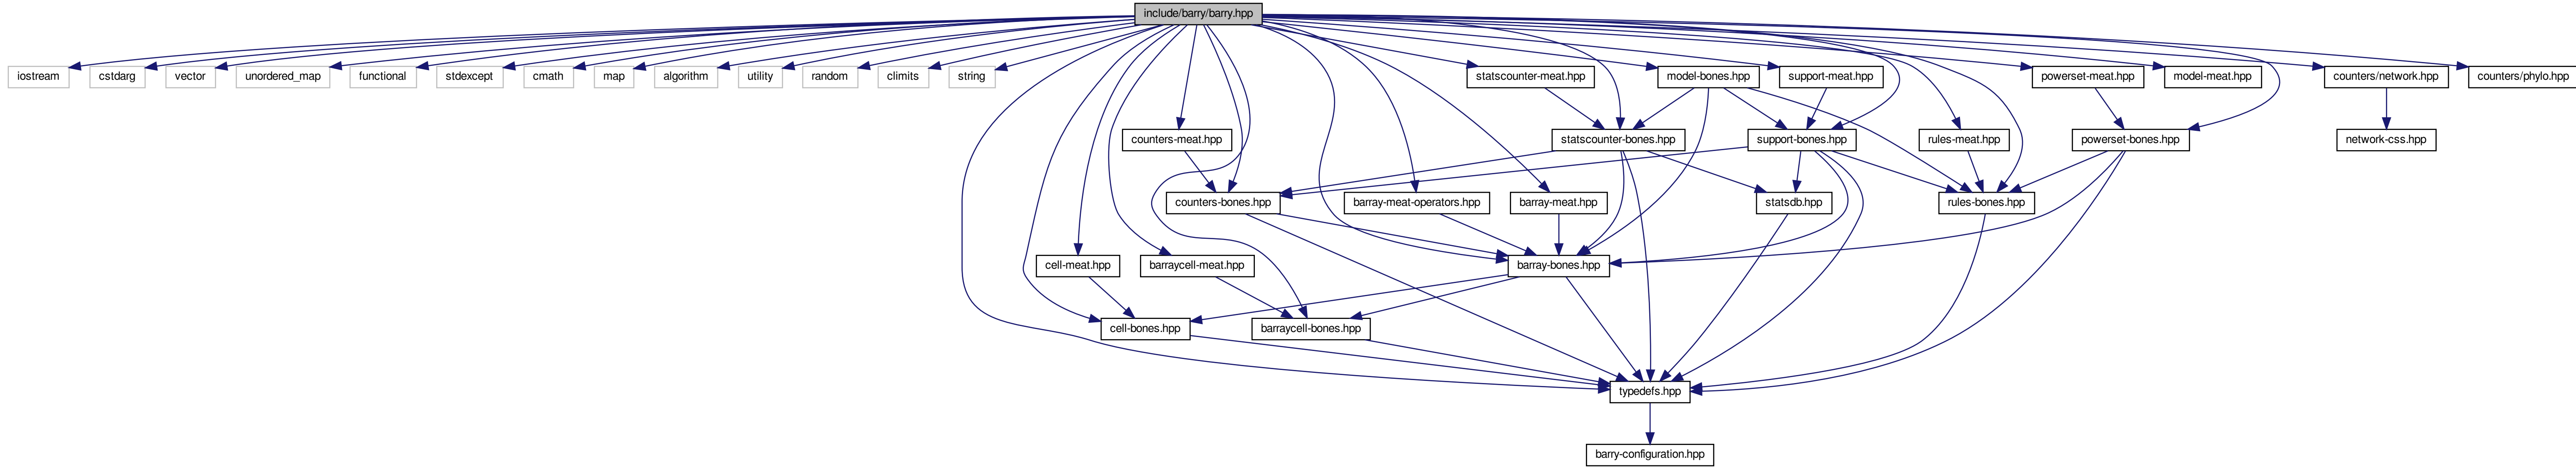 include/barry/barry.hpp
iostream
cstdarg
vector
unordered_map
functional
stdexcept
cmath
map
algorithm
utility
random
climits
string
statscounter-meat.hpp
model-bones.hpp
support-meat.hpp
powerset-meat.hpp
model-meat.hpp
counters/network.hpp
counters/phylo.hpp
counters-meat.hpp
statscounter-bones.hpp
support-bones.hpp
rules-meat.hpp
powerset-bones.hpp
network-css.hpp
counters-bones.hpp
barray-meat-operators.hpp
barray-meat.hpp
statsdb.hpp
rules-bones.hpp
cell-meat.hpp
barraycell-meat.hpp
barray-bones.hpp
cell-bones.hpp
barraycell-bones.hpp
typedefs.hpp
barry-configuration.hpp